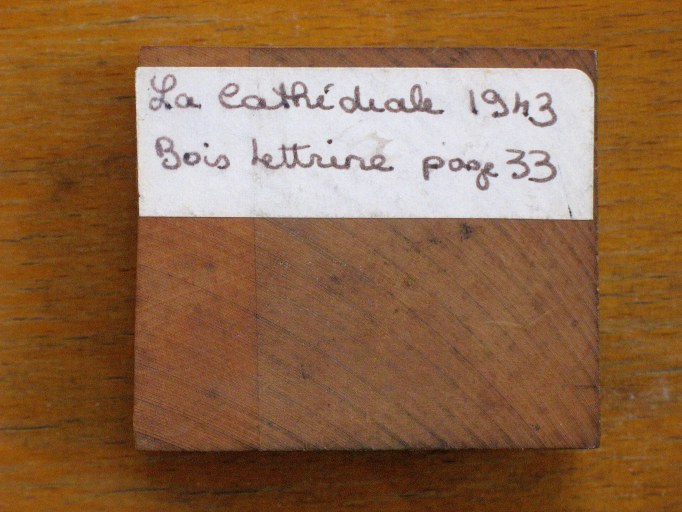 La Cathédrale 1943
Bois Lettrine page 33